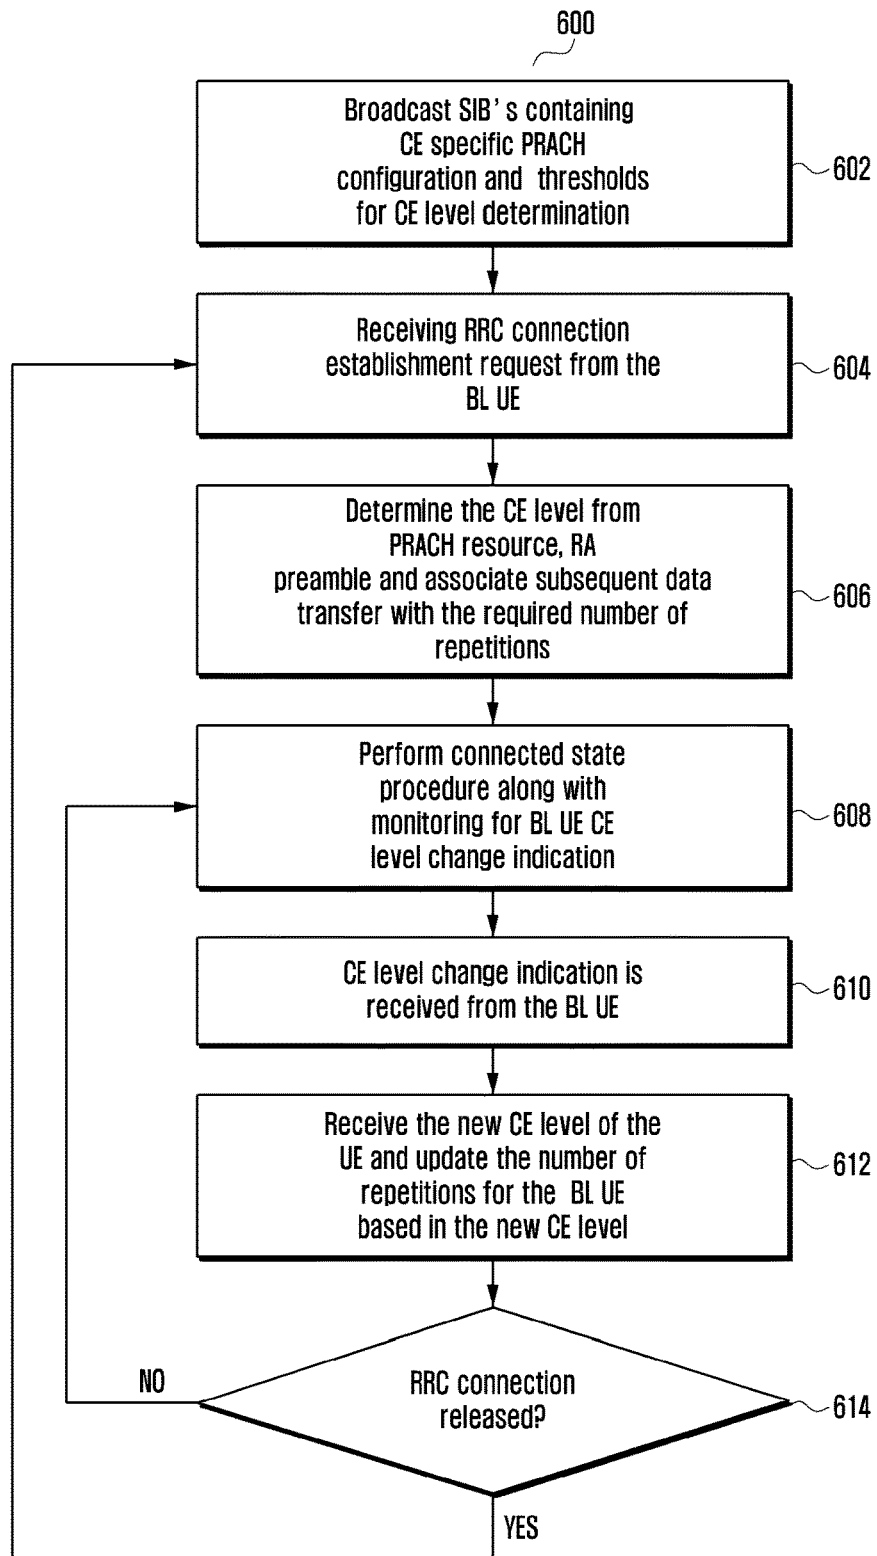 600
Broadcast SIB's containing
CE specific PRACH
configuration and thresholds
for CE level determination
602
Receiving RRC connection
establishment request from the
BL UE
604
Determine the CE level from
PRACH resource, RA
preamble and associate subsequent data
transfer with the required number of
repetitions
606
Perform connected state
procedure along with
monitoring for BL UE CE
level change indication
608
CE level change indication is
received from the BL UE
610
Receive the new CE level of the
UE and update the number of
repetitions for the BL UE
based in the new CE level
612
RRC connection
released?
614
NO
YES